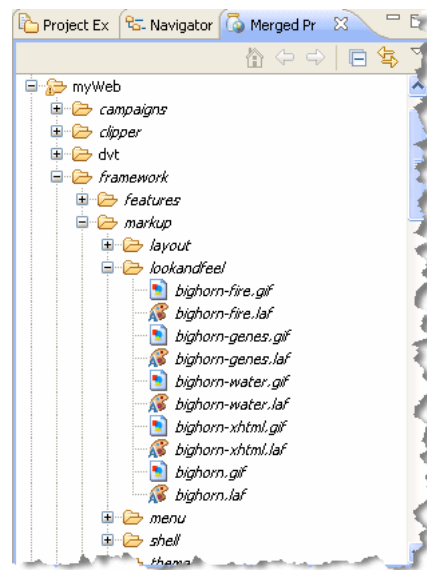 Project Ex Navigator Merged Pr
myWeb
campaigns
clipper
dvt
framework
features
markup
layout
lookandfeel
bighorn-fire.gif
bighorn-fire.laf
bighorn-genes.gif
bighorn-genes.laf
bighorn-water.gif
bighorn-water.laf
bighorn-xhtml.gif
bighorn-xhtml.laf
bighorn.gif
bighorn.laf
menu
shell